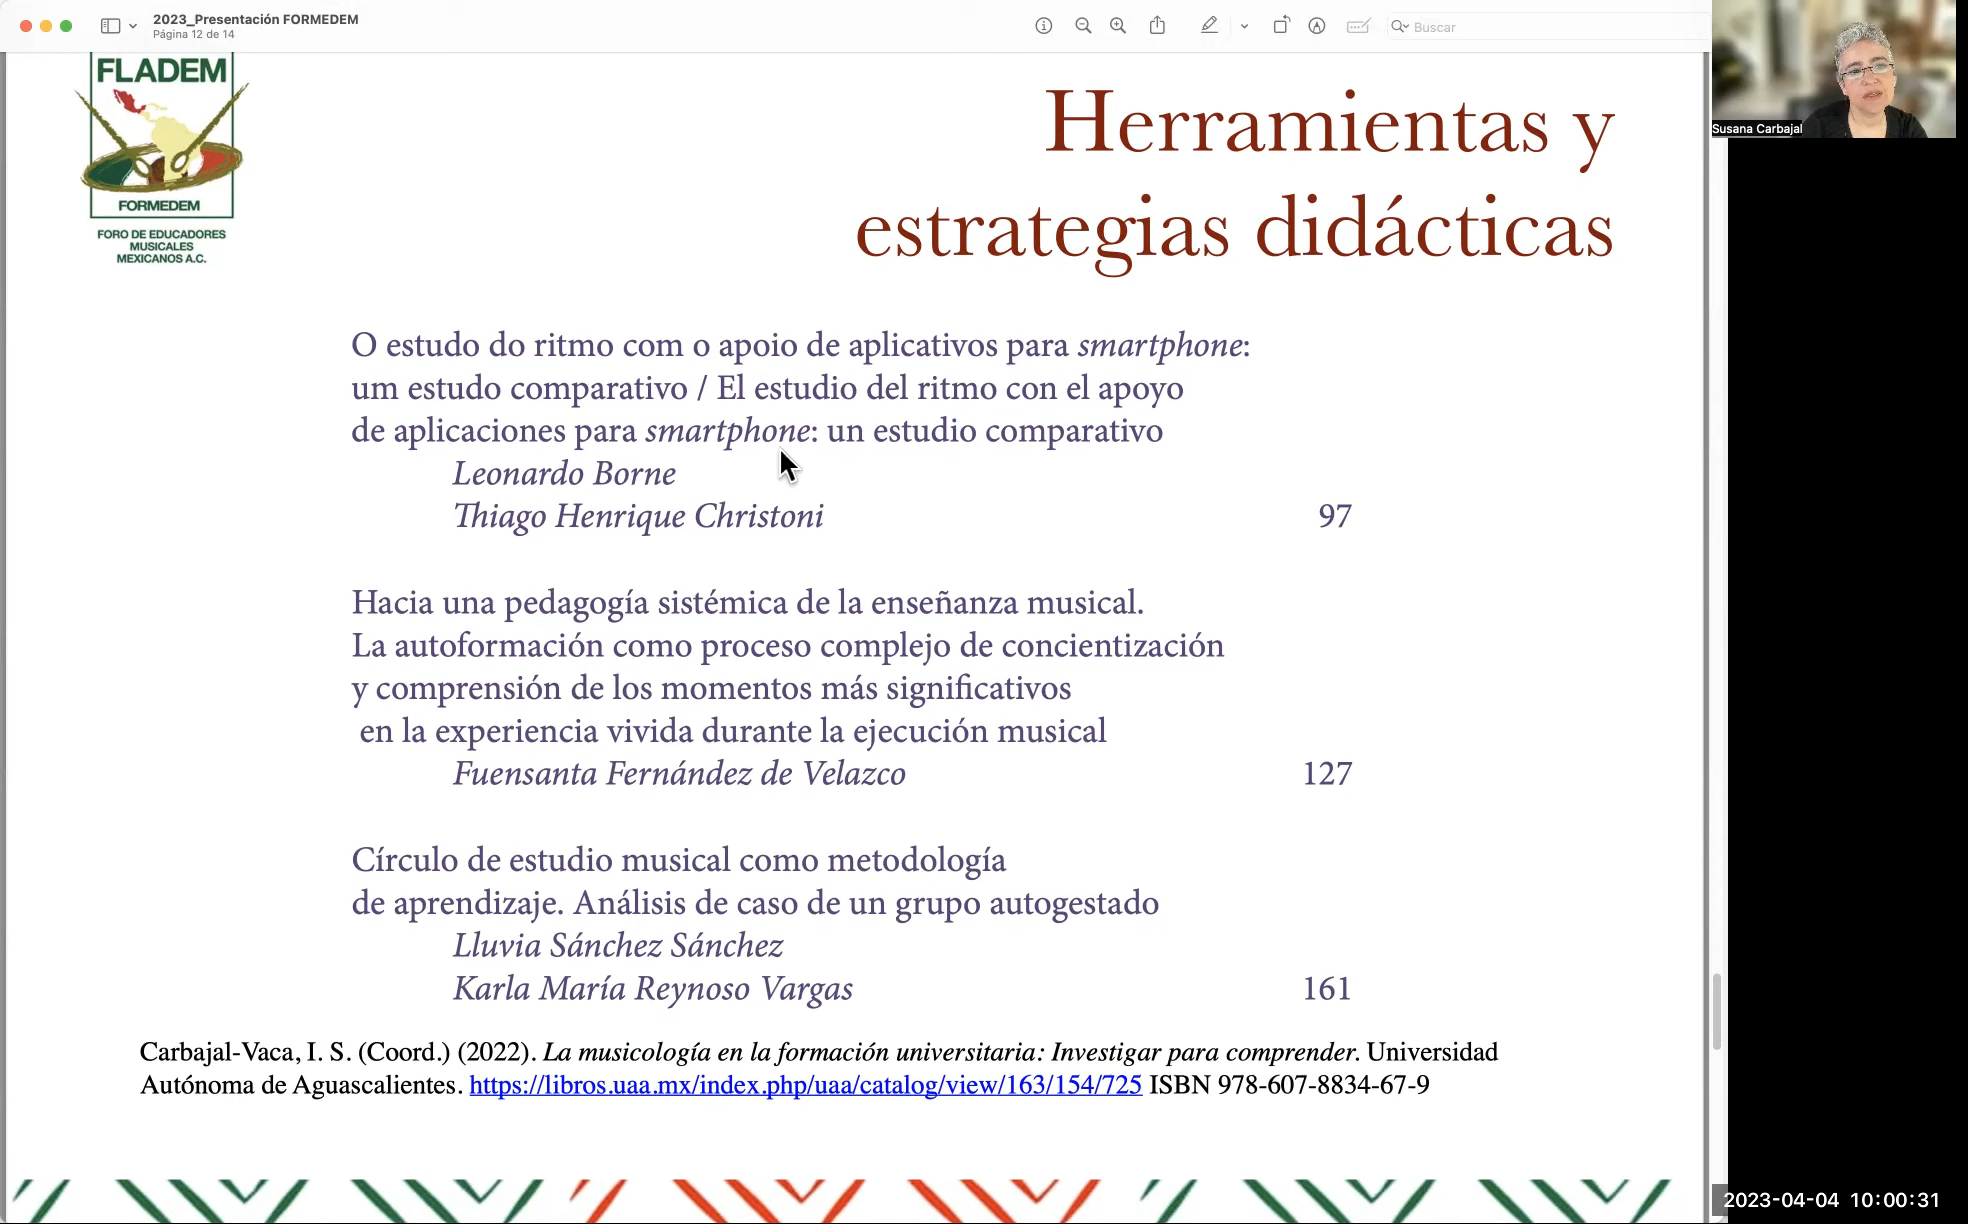 2023_Presentación FORMEDEM
Página 12 de 14
Buscar
Susana Carbajal
FLADEM
FORMEDEM
FORO DE EDUCADORES
MUSICALES
MEXICANOS A.C.
Herramientas y
estrategias didácticas
O estudo do ritmo com o apoio de aplicativos para smartphone:
um estudo comparativo / El estudio del ritmo con el apoyo
de aplicaciones para smartphone: un estudio comparativo
Leonardo Borne
Thiago Henrique Christoni 97
Hacia una pedagogía sistémica de la enseñanza musical.
La autoformación como proceso complejo de concientización
y comprensión de los momentos más significativos
en la experiencia vivida durante la ejecución musical
Fuensanta Fernández de Velazco 127
Círculo de estudio musical como metodología
de aprendizaje. Análisis de caso de un grupo autogestado
Lluvia Sánchez Sánchez
Karla María Reynoso Vargas 161
Carbajal-Vaca, I. S. (Coord.) (2022). La musicología en la formación universitaria: Investigar para comprender. Universidad
Autónoma de Aguascalientes. https://libros.uaa.mx/index.php/uaa/catalog/view/163/154/725 ISBN 978-607-8834-67-9
2023-04-04 10:00:31